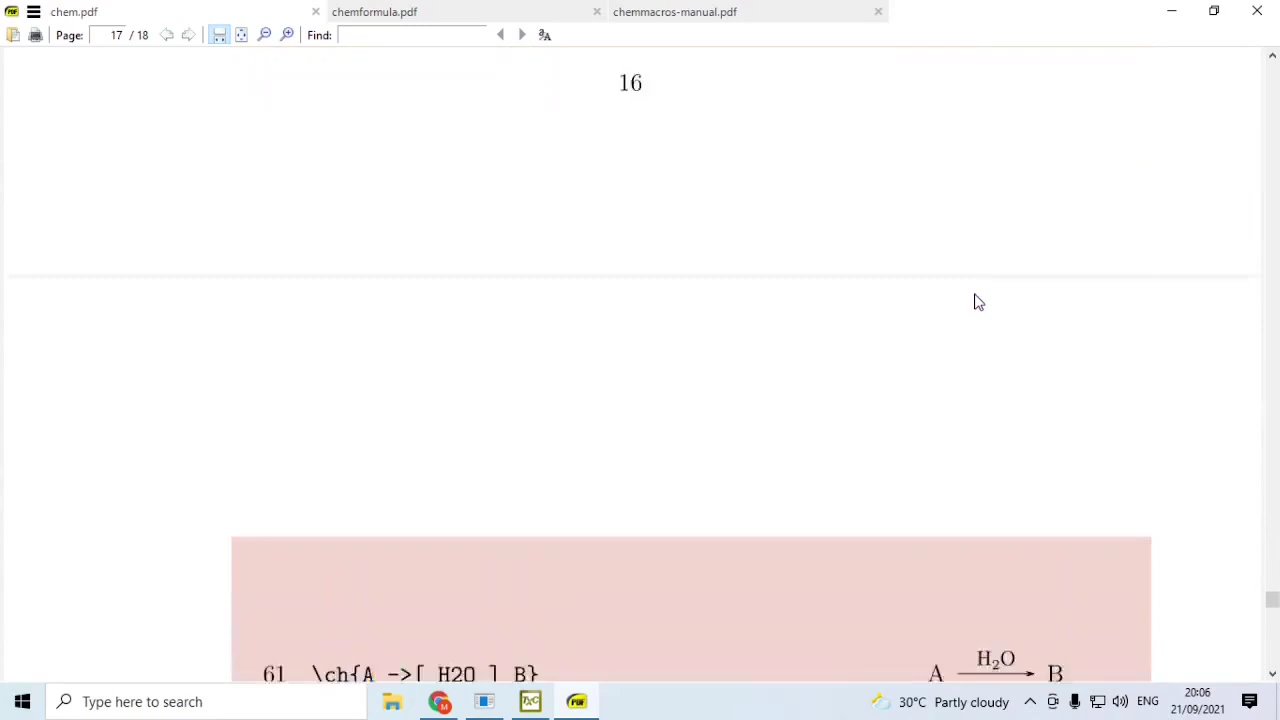 chem.pdf
chemformula.pdf
chemmacros-manual.pdf
Page: 17 / 18 Find:
16
61 \ch{A ->[ H2O ] B}
A H₂O B
Type here to search
30°C Partly cloudy
ENG
20:06
21/09/2021